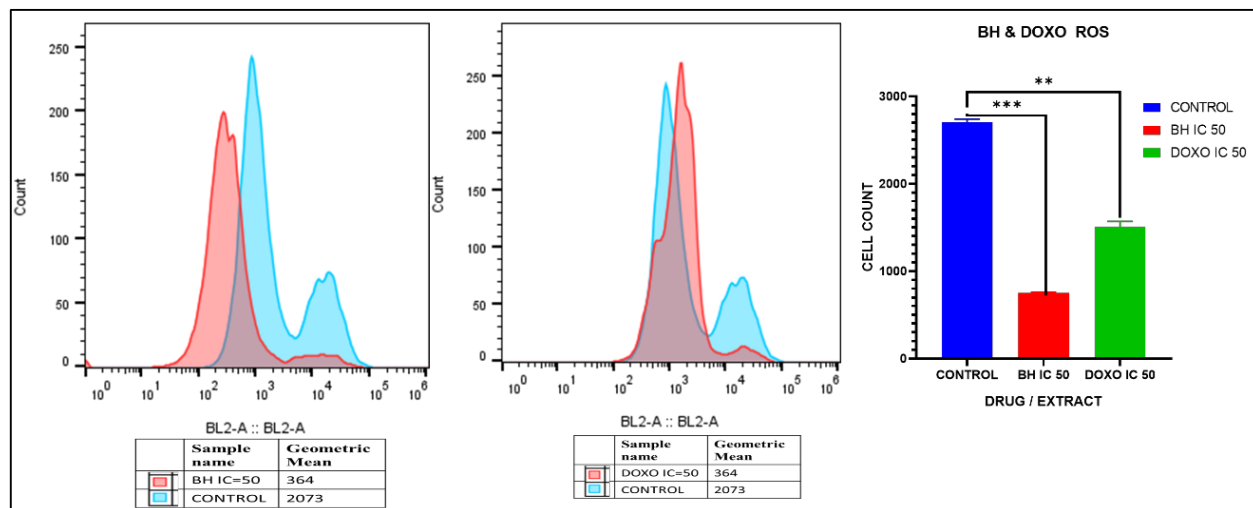 250
200
150
100
50
0
Count
10^0 10^1 10^2 10^3 10^4 10^5 10^6
BL2-A :: BL2-A
Sample name Geometric Mean
BH IC=50 364
CONTROL 2073
250
200
150
100
50
0
Count
10^0 10^1 10^2 10^3 10^4 10^5 10^6
BL2-A :: BL2-A
Sample name Geometric Mean
DOXO IC=50 364
CONTROL 2073
BH & DOXO ROS
**
***
3000
2000
1000
0
CELL COUNT
CONTROL BH IC 50 DOXO IC 50
DRUG / EXTRACT
CONTROL
BH IC 50
DOXO IC 50